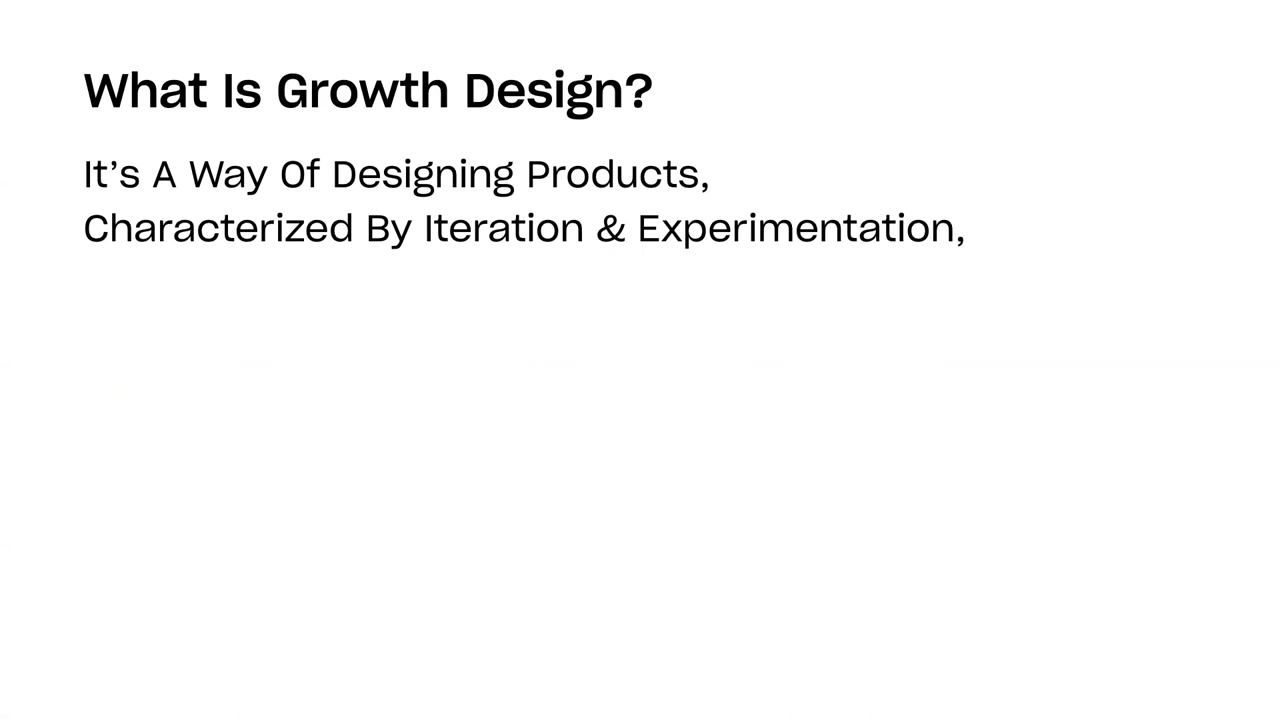 What Is Growth Design?
It’s A Way Of Designing Products,
Characterized By Iteration & Experimentation,